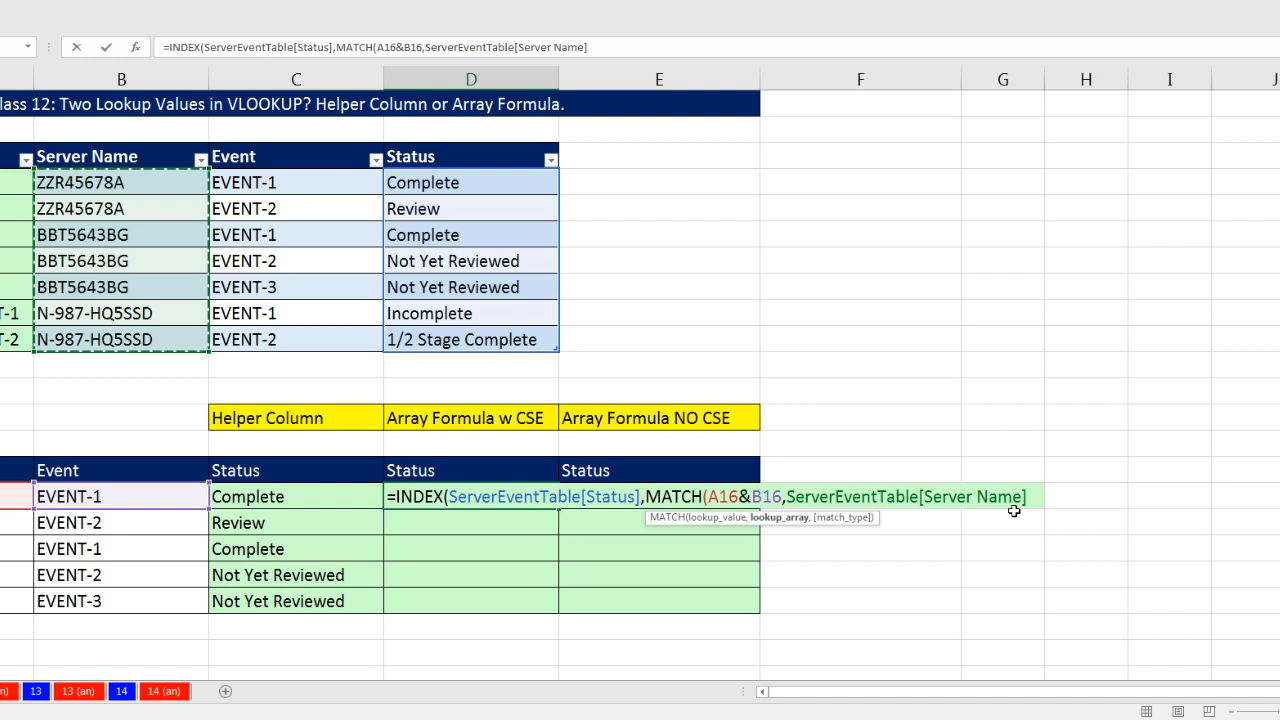 =INDEX(ServerEventTable[Status],MATCH(A16&B16,ServerEventTable[Server Name]
B C D E F G H I J
lass 12: Two Lookup Values in VLOOKUP? Helper Column or Array Formula.
Server Name Event Status
ZZR45678A EVENT-1 Complete
ZZR45678A EVENT-2 Review
BBT5643BG EVENT-1 Complete
BBT5643BG EVENT-2 Not Yet Reviewed
BBT5643BG EVENT-3 Not Yet Reviewed
T-1 N-987-HQ5SSD EVENT-1 Incomplete
T-2 N-987-HQ5SSD EVENT-2 1/2 Stage Complete
Helper Column Array Formula w CSE Array Formula NO CSE
Event Status Status Status
EVENT-1 Complete =INDEX(ServerEventTable[Status],MATCH(A16&B16,ServerEventTable[Server Name]
MATCH(lookup_value, lookup_array, [match_type])
EVENT-2 Review
EVENT-1 Complete
EVENT-2 Not Yet Reviewed
EVENT-3 Not Yet Reviewed
n) 13 13 (an) 14 14 (an)